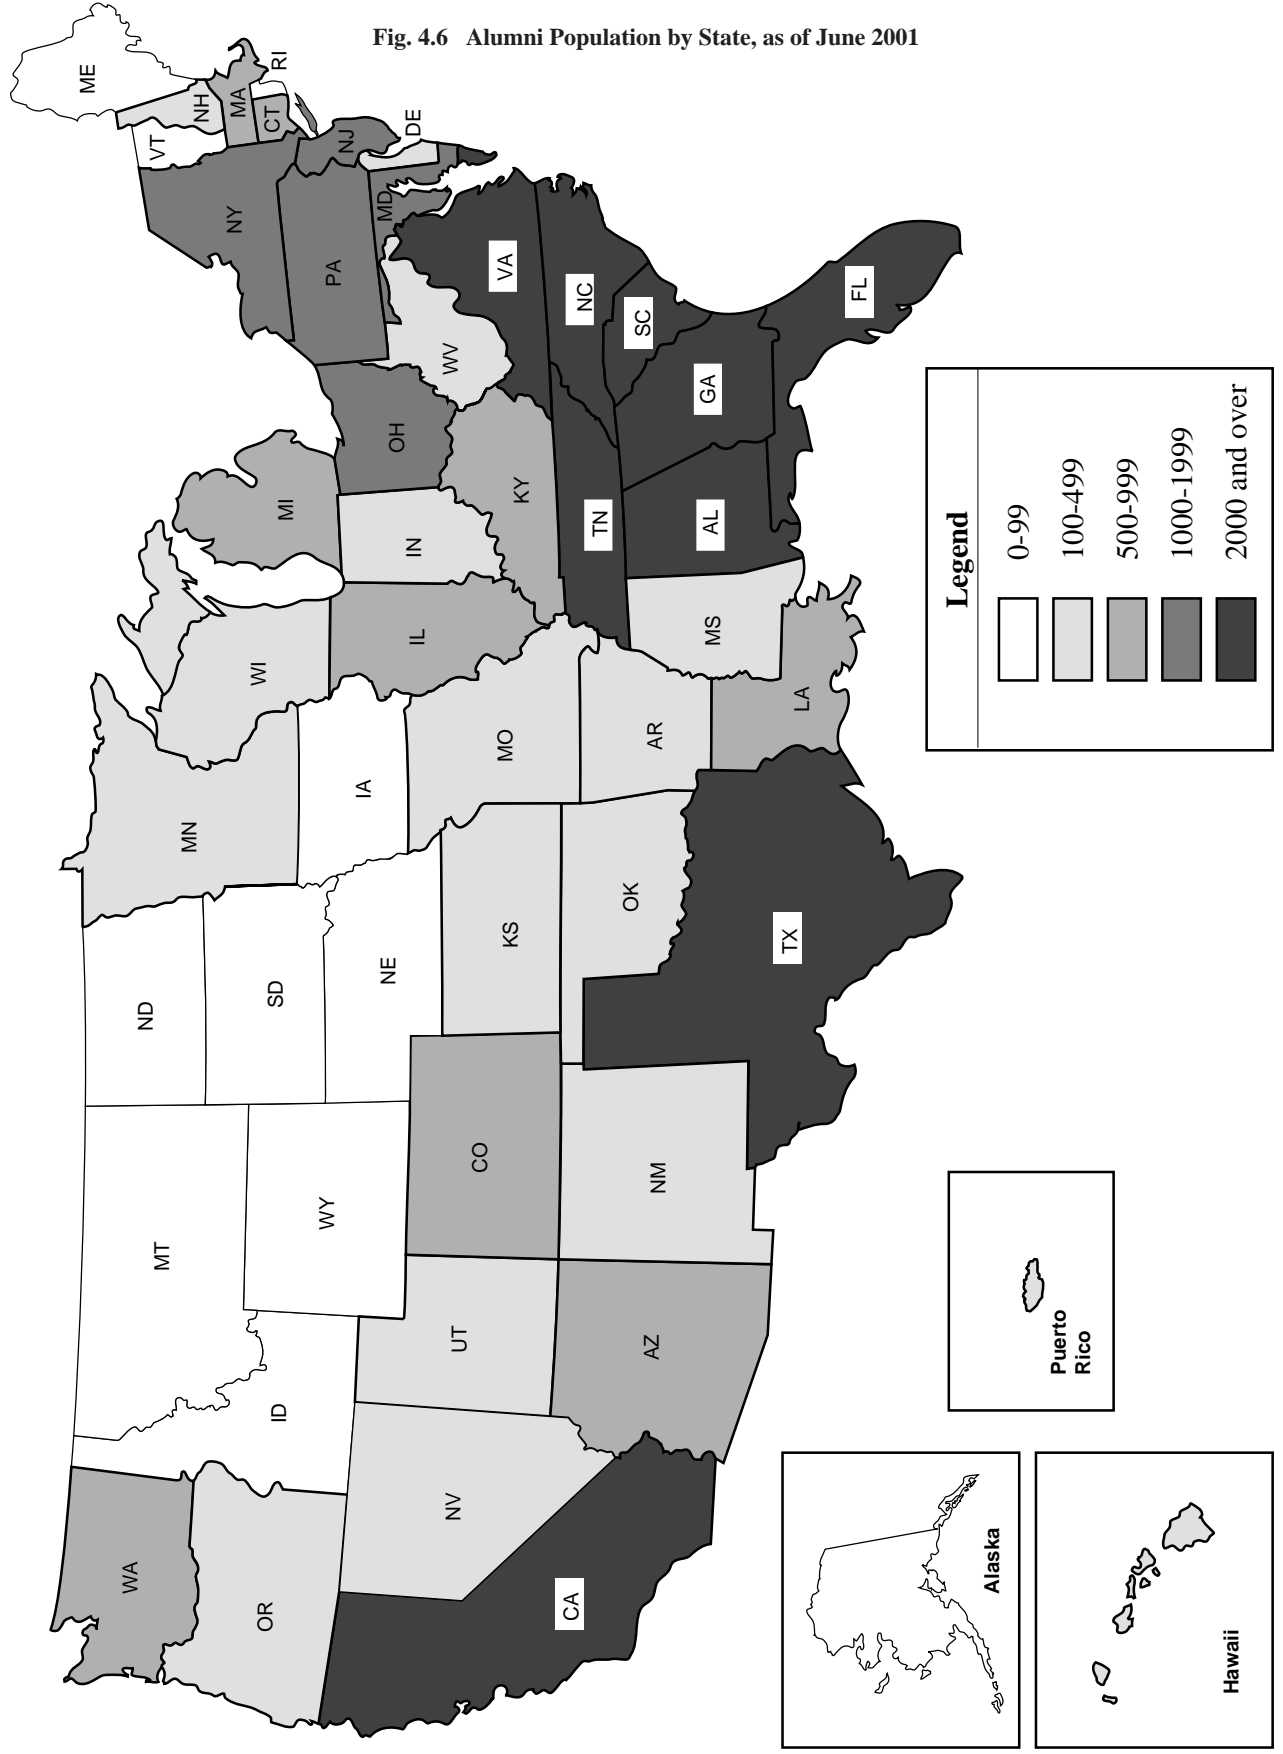 Fig. 4.6 Alumni Population by State, as of June 2001
ME
VT
NH
MA
RI
CT
NY
NJ
DE
PA
MD
WV
VA
OH
NC
SC
MI
IN
KY
TN
GA
FL
AL
WI
IL
MS
MN
IA
MO
AR
LA
ND
SD
NE
KS
OK
TX
MT
WY
CO
NM
ID
UT
AZ
WA
OR
NV
CA
Alaska
Hawaii
Puerto
Rico
Legend
0-99
100-499
500-999
1000-1999
2000 and over